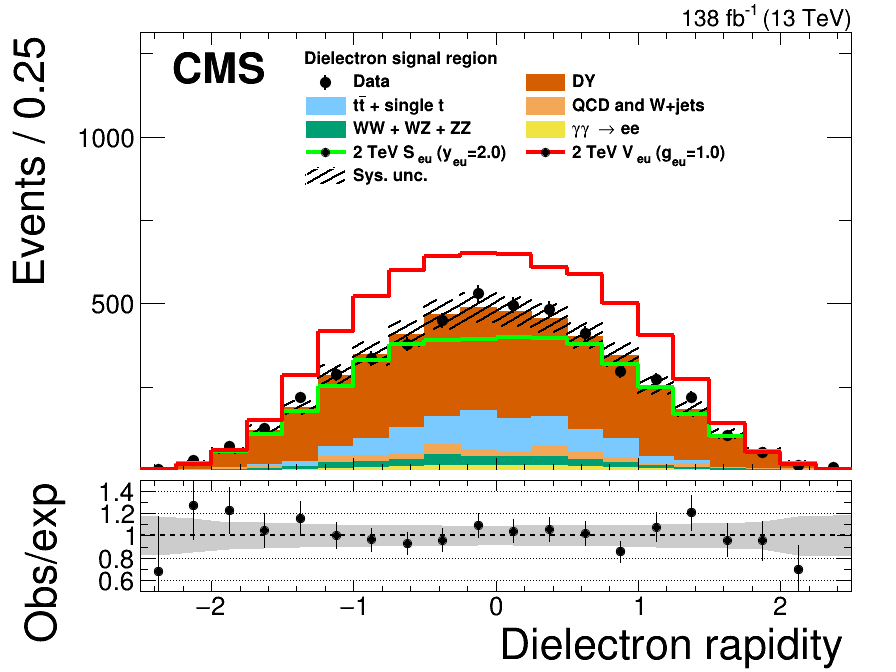 138 fb⁻¹ (13 TeV)
CMS
Dielectron signal region
Data
DY
tt̄ + single t
QCD and W+jets
WW + WZ + ZZ
γγ → ee
2 TeV S_eu (y_eu=2.0)
2 TeV V_eu (g_eu=1.0)
Sys. unc.
Events / 0.25
1000
500
Obs/exp
1.4
1.2
1
0.8
0.6
−2 −1 0 1 2
Dielectron rapidity